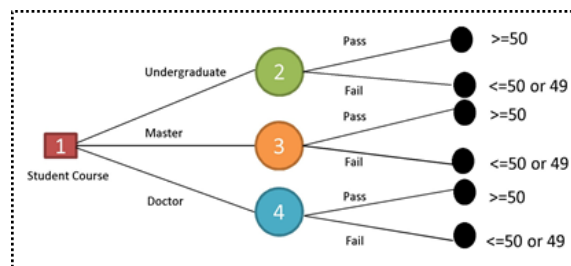 Pass
>=50
Undergraduate
2
Fail
<=50 or 49
Pass
>=50
1
Master
3
Student Course
Fail
<=50 or 49
Doctor
4
Pass
>=50
Fail
<=50 or 49